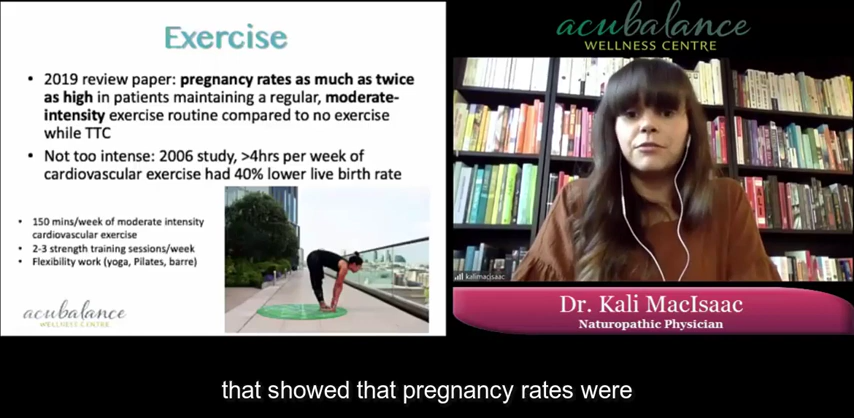 Exercise
• 2019 review paper: pregnancy rates as much as twice
as high in patients maintaining a regular, moderate-
intensity exercise routine compared to no exercise
while TTC
• Not too intense: 2006 study, >4hrs per week of
cardiovascular exercise had 40% lower live birth rate
• 150 mins/week of moderate intensity
cardiovascular exercise
• 2-3 strength training sessions/week
• Flexibility work (yoga, Pilates, barre)
acubalance
WELLNESS CENTRE
acubalance
WELLNESS CENTRE
kalimacisaac
Dr. Kali MacIsaac
Naturopathic Physician
that showed that pregnancy rates were